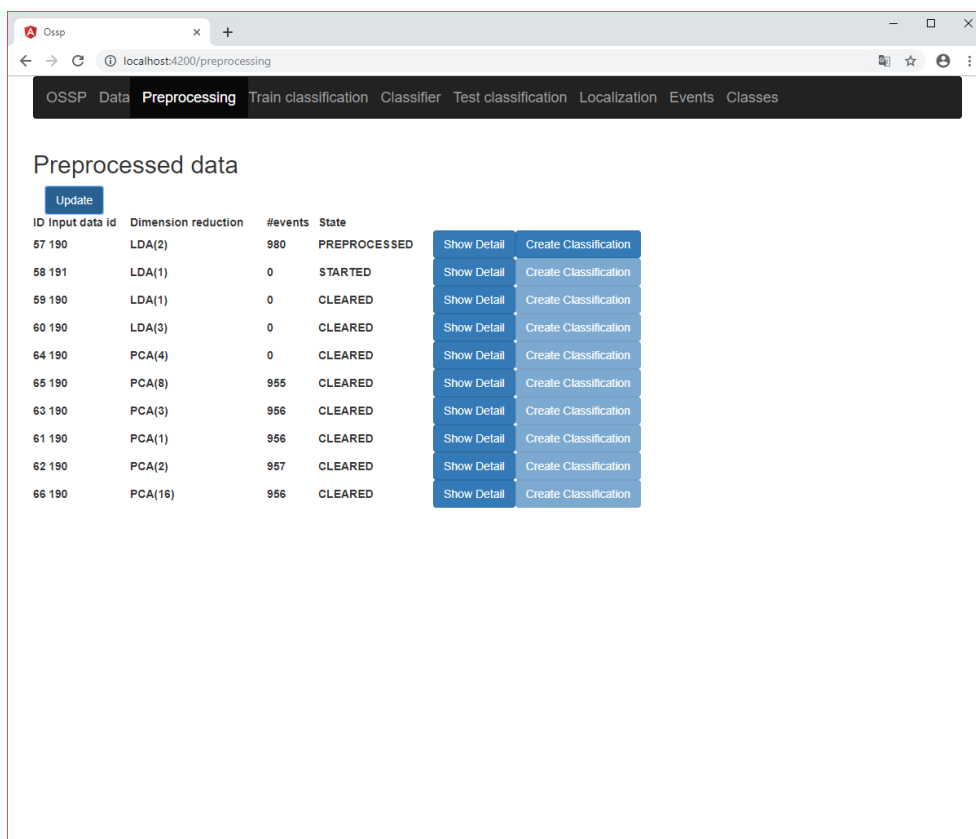 Ossp
localhost:4200/preprocessing
OSSP Data Preprocessing Train classification Classifier Test classification Localization Events Classes
Preprocessed data
Update
ID Input data id Dimension reduction #events State
57 190 LDA(2) 980 PREPROCESSED Show Detail Create Classification
58 191 LDA(1) 0 STARTED Show Detail Create Classification
59 190 LDA(1) 0 CLEARED Show Detail Create Classification
60 190 LDA(3) 0 CLEARED Show Detail Create Classification
64 190 PCA(4) 0 CLEARED Show Detail Create Classification
65 190 PCA(8) 955 CLEARED Show Detail Create Classification
63 190 PCA(3) 956 CLEARED Show Detail Create Classification
61 190 PCA(1) 956 CLEARED Show Detail Create Classification
62 190 PCA(2) 957 CLEARED Show Detail Create Classification
66 190 PCA(16) 956 CLEARED Show Detail Create Classification